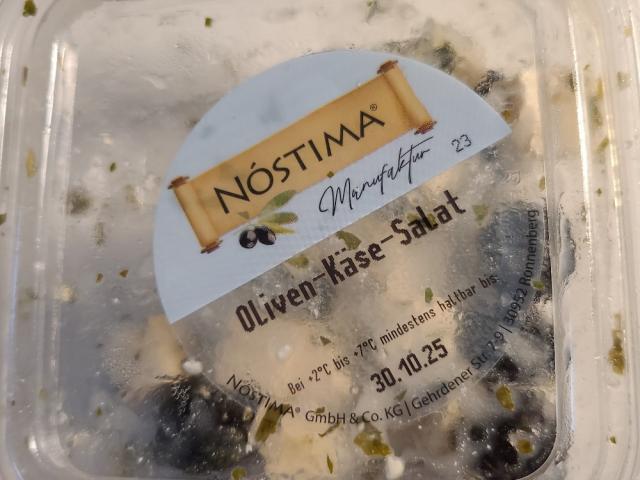 NÓSTIMA®
Manufaktur
23
Oliven-Käse-Salat
Bei +2°C bis +7°C mindestens haltbar bis:
30.10.25
NÓSTIMA® GmbH & Co. KG | Gehrdener Str. 2-9 | 30952 Ronnenberg